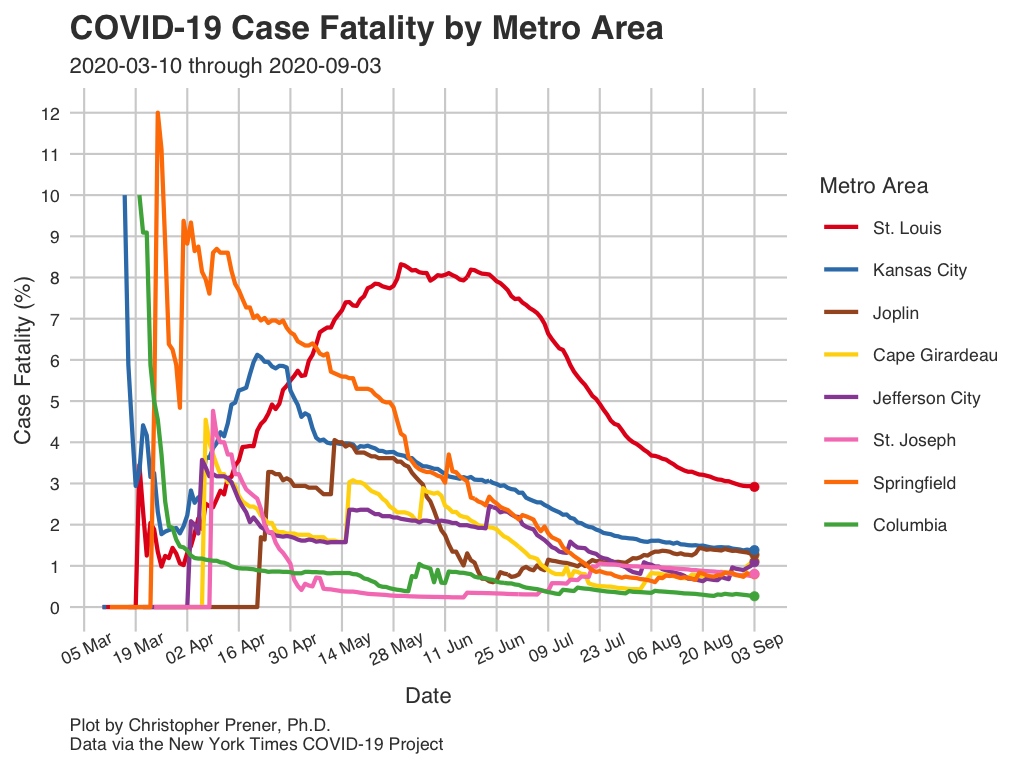 COVID-19 Case Fatality by Metro Area
2020-03-10 through 2020-09-03
Case Fatality (%)
12
11
10
9
8
7
6
5
4
3
2
1
0
05 Mar
19 Mar
02 Apr
16 Apr
30 Apr
14 May
28 May
11 Jun
25 Jun
09 Jul
23 Jul
06 Aug
20 Aug
03 Sep
Date
Metro Area
St. Louis
Kansas City
Joplin
Cape Girardeau
Jefferson City
St. Joseph
Springfield
Columbia
Plot by Christopher Prener, Ph.D.
Data via the New York Times COVID-19 Project